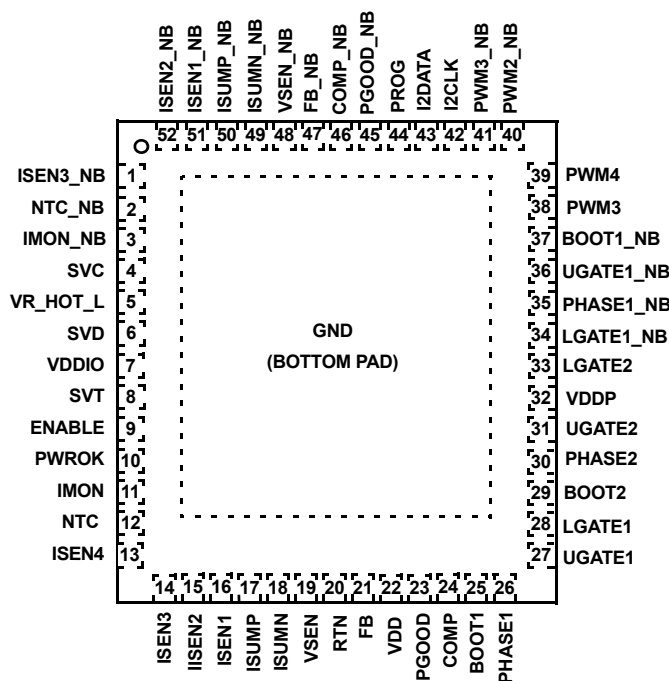 ISEN2_NB
ISEN1_NB
ISUMP_NB
ISUMN_NB
VSEN_NB
FB_NB
COMP_NB
PGOOD_NB
PROG
I2DATA
I2CLK
PWM3_NB
PWM2_NB
52 51 50 49 48 47 46 45 44 43 42 41 40
ISEN3_NB 1
NTC_NB 2
IMON_NB 3
SVC 4
VR_HOT_L 5
SVD 6
VDDIO 7
SVT 8
ENABLE 9
PWROK 10
IMON 11
NTC 12
ISEN4 13
GND
(BOTTOM PAD)
39 PWM4
38 PWM3
37 BOOT1_NB
36 UGATE1_NB
35 PHASE1_NB
34 LGATE1_NB
33 LGATE2
32 VDDP
31 UGATE2
30 PHASE2
29 BOOT2
28 LGATE1
27 UGATE1
14 15 16 17 18 19 20 21 22 23 24 25 26
ISEN3
IISEN2
ISEN1
ISUMP
ISUMN
VSEN
RTN
FB
VDD
PGOOD
COMP
BOOT1
PHASE1